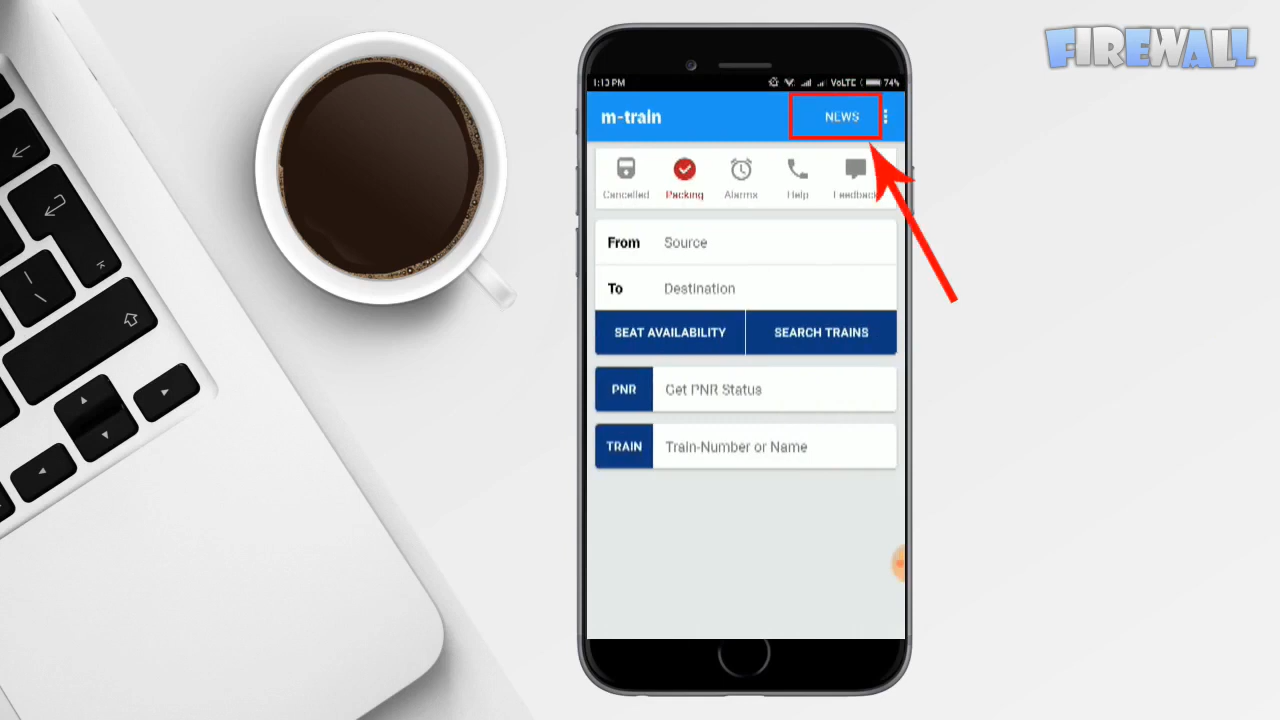 FIREWALL
1:13 PM VoLTE 74%
m-train NEWS
Cancelled Packing Alarmx Help Feedback
From Source
To Destination
SEAT AVAILABILITY SEARCH TRAINS
PNR Get PNR Status
TRAIN Train-Number or Name